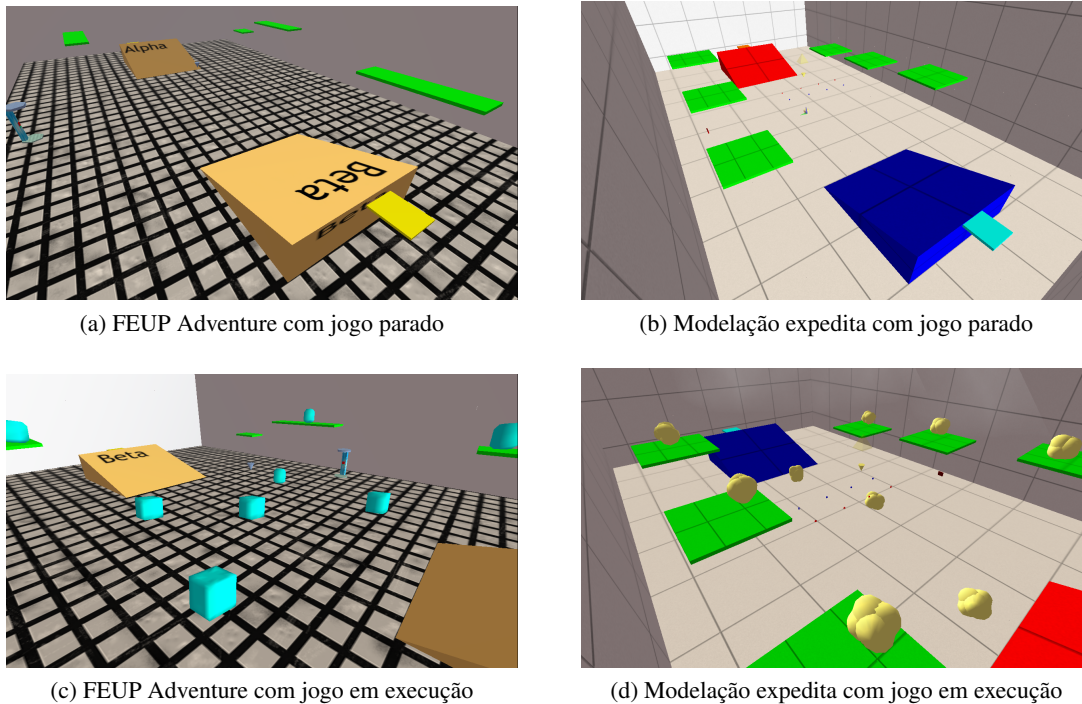 Alpha
Beta
Be
(a) FEUP Adventure com jogo parado
(b) Modelação expedita com jogo parado
Beta
(c) FEUP Adventure com jogo em execução
(d) Modelação expedita com jogo em execução